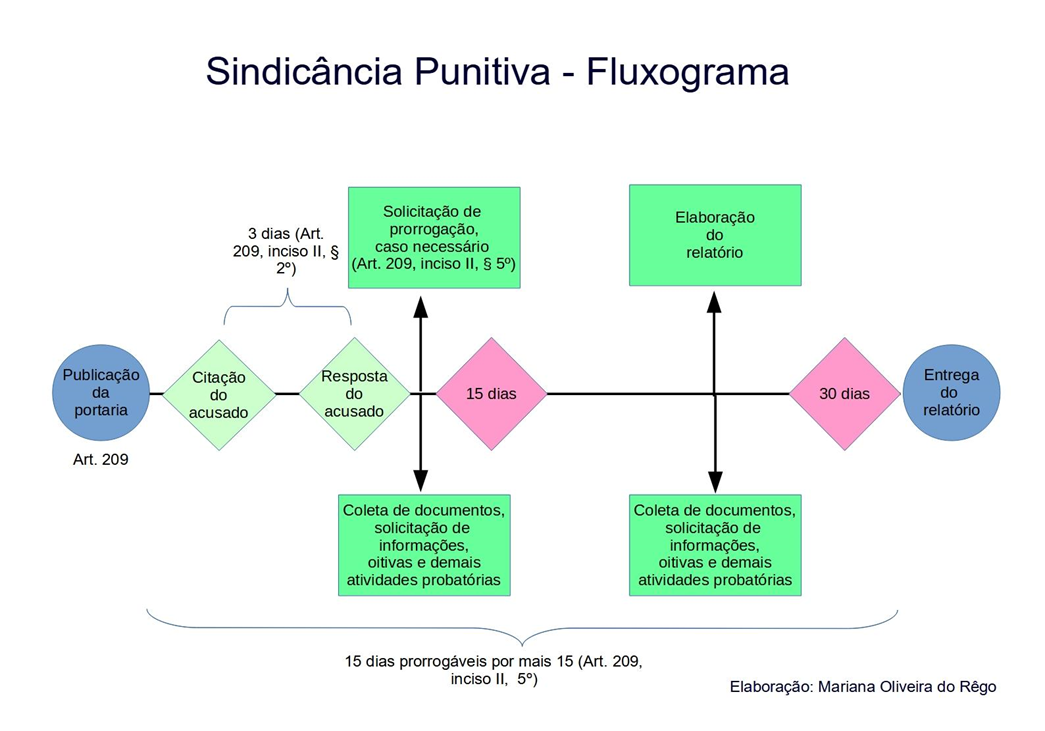 Sindicância Punitiva - Fluxograma
3 dias (Art.
209, inciso II, §
2º)
Solicitação de
prorrogação,
caso necessário
(Art. 209, inciso II, § 5º)
Elaboração
do
relatório
Publicação
da
portaria
Citação
do
acusado
Resposta
do
acusado
15 dias
30 dias
Entrega
do
relatório
Art. 209
Coleta de documentos,
solicitação de
informações,
oitivas e demais
atividades probatórias
Coleta de documentos,
solicitação de
informações,
oitivas e demais
atividades probatórias
15 dias prorrogáveis por mais 15 (Art. 209,
inciso II, 5º)
Elaboração: Mariana Oliveira do Rêgo